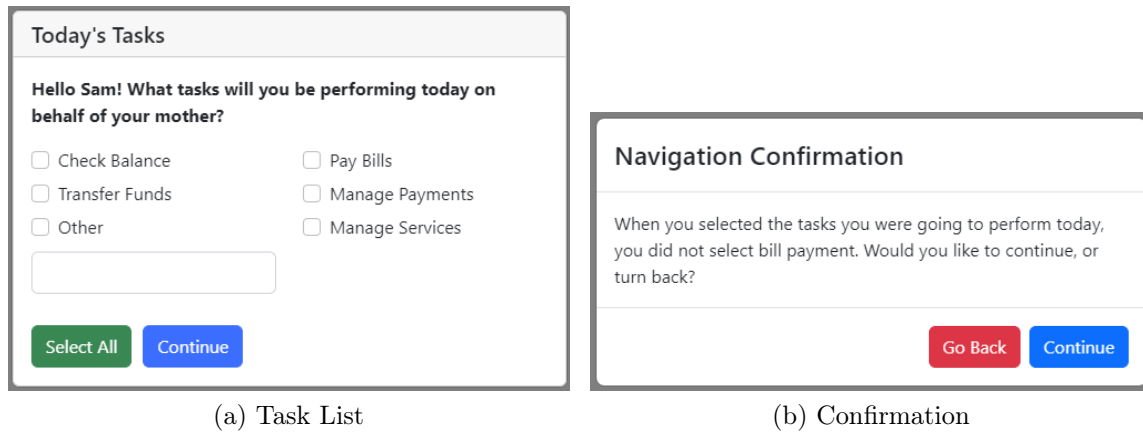 Today's Tasks
Hello Sam! What tasks will you be performing today on
behalf of your mother?
Check Balance
Pay Bills
Transfer Funds
Manage Payments
Other
Manage Services
Select All
Continue
(a) Task List
Navigation Confirmation
When you selected the tasks you were going to perform today,
you did not select bill payment. Would you like to continue, or
turn back?
Go Back
Continue
(b) Confirmation